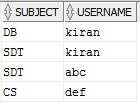 SUBJECT USERNAME
DB kiran
SDT kiran
SDT abc
CS def